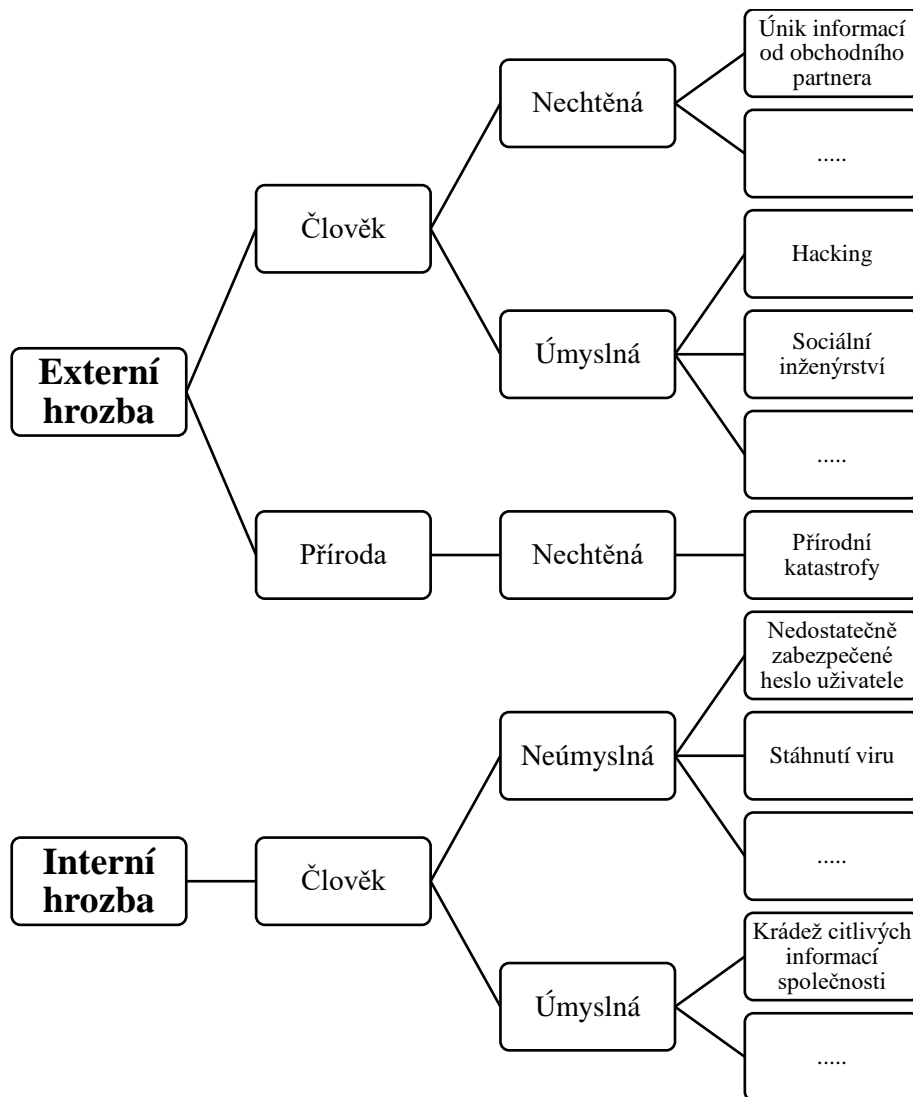 Únik informací
od obchodního
partnera
Nechtěná
.....
Člověk
Hacking
Úmyslná
Sociální
inženýrství
Externí
hrozba
.....
Příroda
Nechtěná
Přírodní
katastrofy
Nedostatečně
zabezpečené
heslo uživatele
Neúmyslná
Stáhnutí viru
.....
Interní
hrozba
Člověk
Krádež citlivých
informací
společnosti
Úmyslná
.....